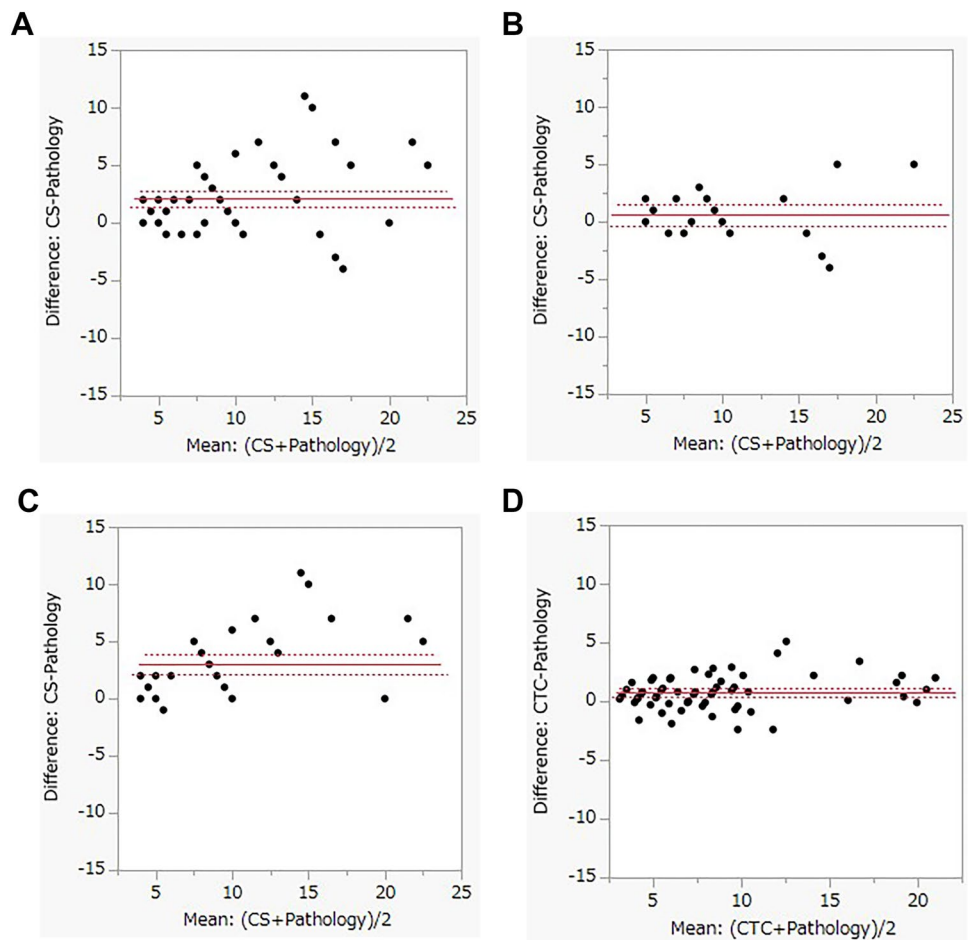 A
15
10
5
0
-5
-10
-15
Difference: CS-Pathology
5 10 15 20 25
Mean: (CS+Pathology)/2
B
15
10
5
0
-5
-10
-15
Difference: CS-Pathology
5 10 15 20 25
Mean: (CS+Pathology)/2
C
15
10
5
0
-5
-10
-15
Difference: CS-Pathology
5 10 15 20 25
Mean: (CS+Pathology)/2
D
15
10
5
0
-5
-10
-15
Difference: CTC-Pathology
5 10 15 20
Mean: (CTC+Pathology)/2